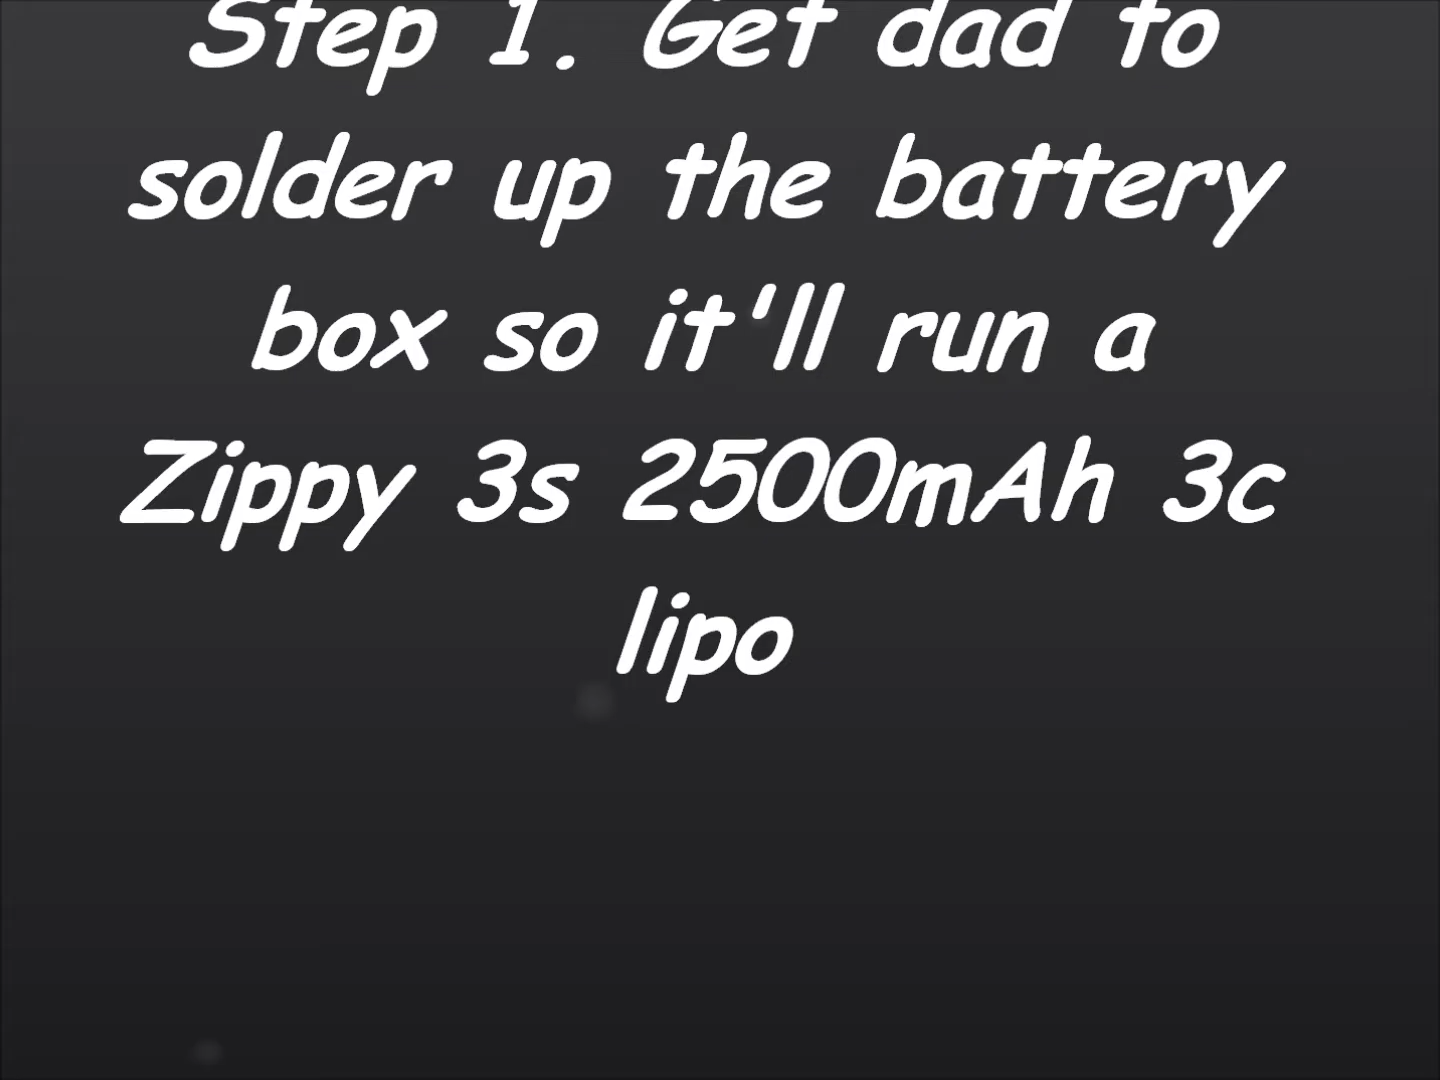 Step 1. Get dad to
solder up the battery
box so it'll run a
Zippy 3s 2500mAh 3c
lipo